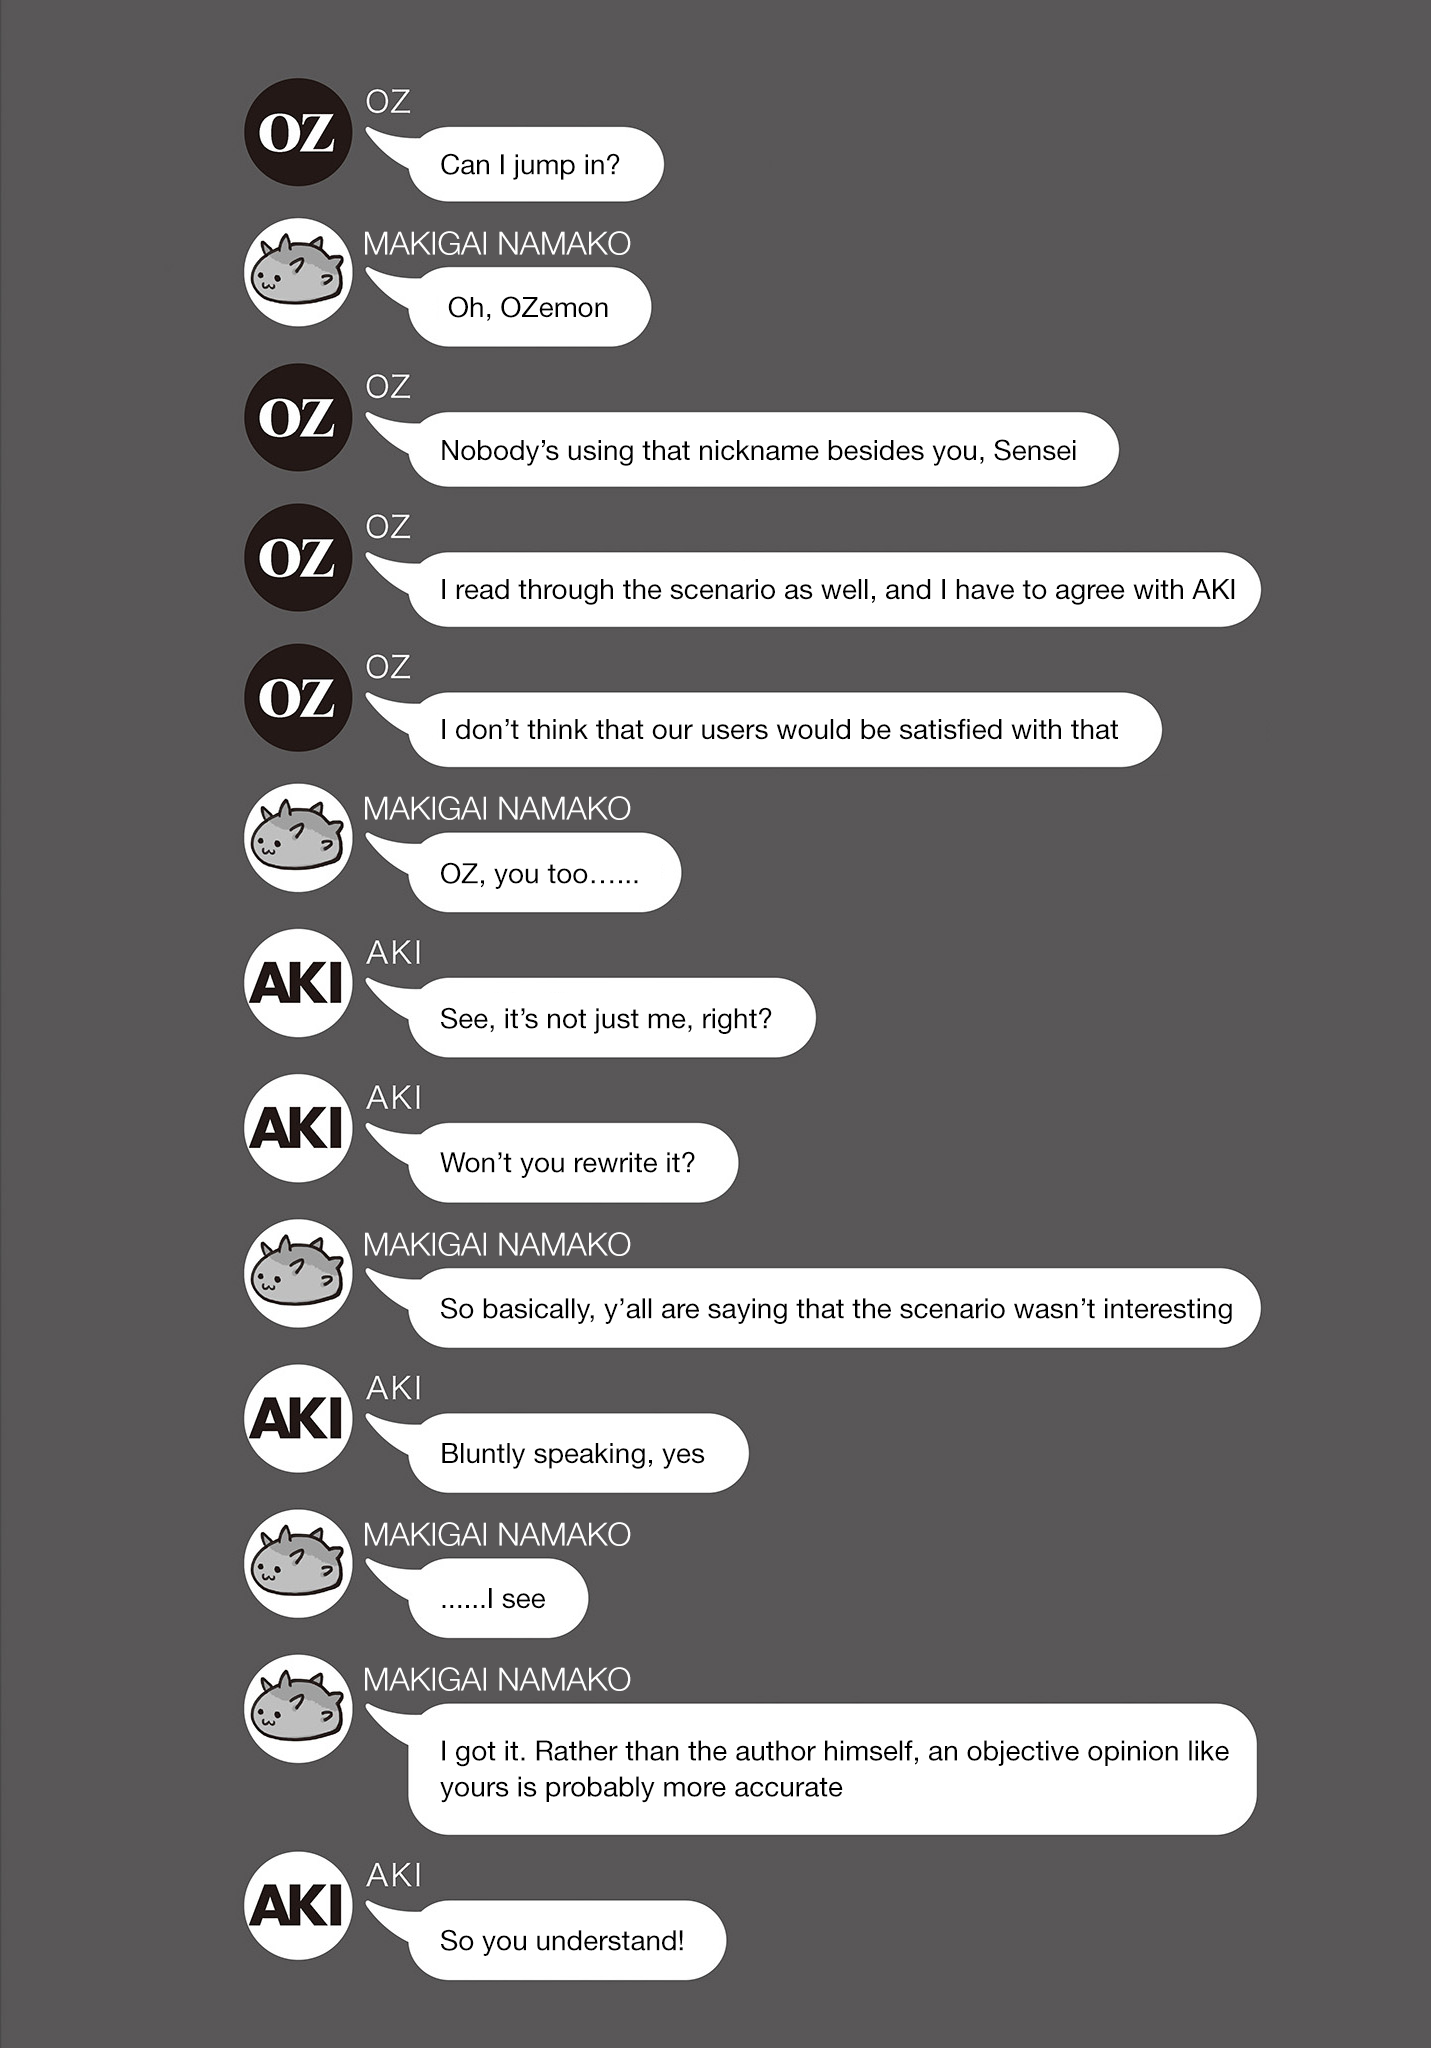 OZ
OZ
Can I jump in?
MAKIGAI NAMAKO
Oh, OZemon
OZ
OZ
Nobody’s using that nickname besides you, Sensei
OZ
OZ
I read through the scenario as well, and I have to agree with AKI
OZ
OZ
I don’t think that our users would be satisfied with that
MAKIGAI NAMAKO
OZ, you too…...
AKI
AKI
See, it’s not just me, right?
AKI
AKI
Won’t you rewrite it?
MAKIGAI NAMAKO
So basically, y’all are saying that the scenario wasn’t interesting
AKI
AKI
Bluntly speaking, yes
MAKIGAI NAMAKO
......I see
MAKIGAI NAMAKO
I got it. Rather than the author himself, an objective opinion like
yours is probably more accurate
AKI
AKI
So you understand!